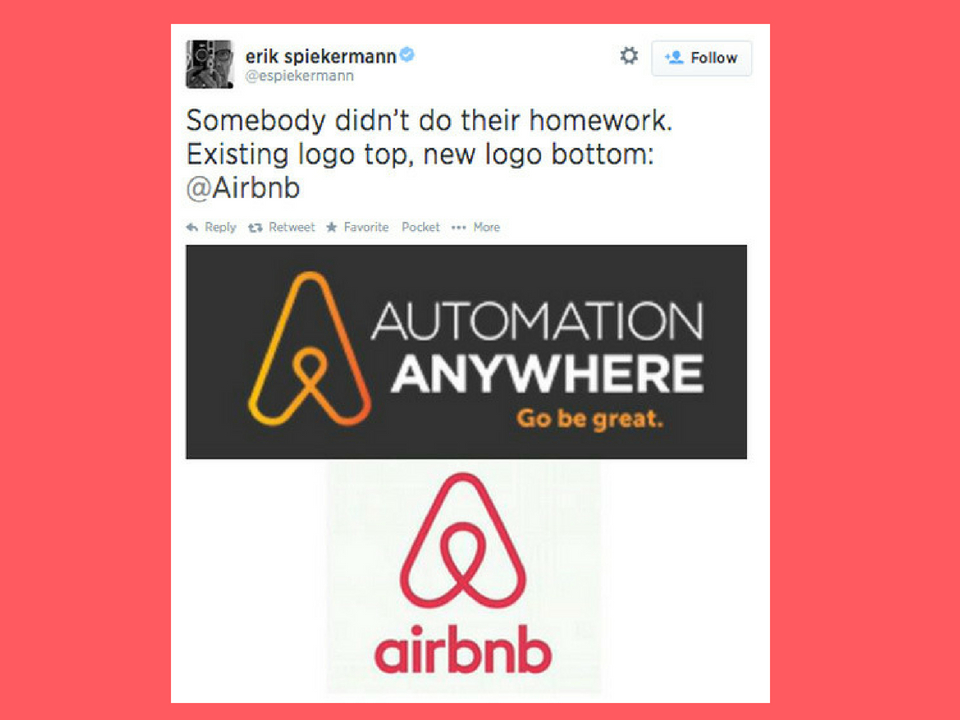 erik spiekermann
@espiekermann
Follow
Somebody didn't do their homework.
Existing logo top, new logo bottom:
@Airbnb
Reply Retweet Favorite Pocket More
AUTOMATION
ANYWHERE
Go be great.
airbnb